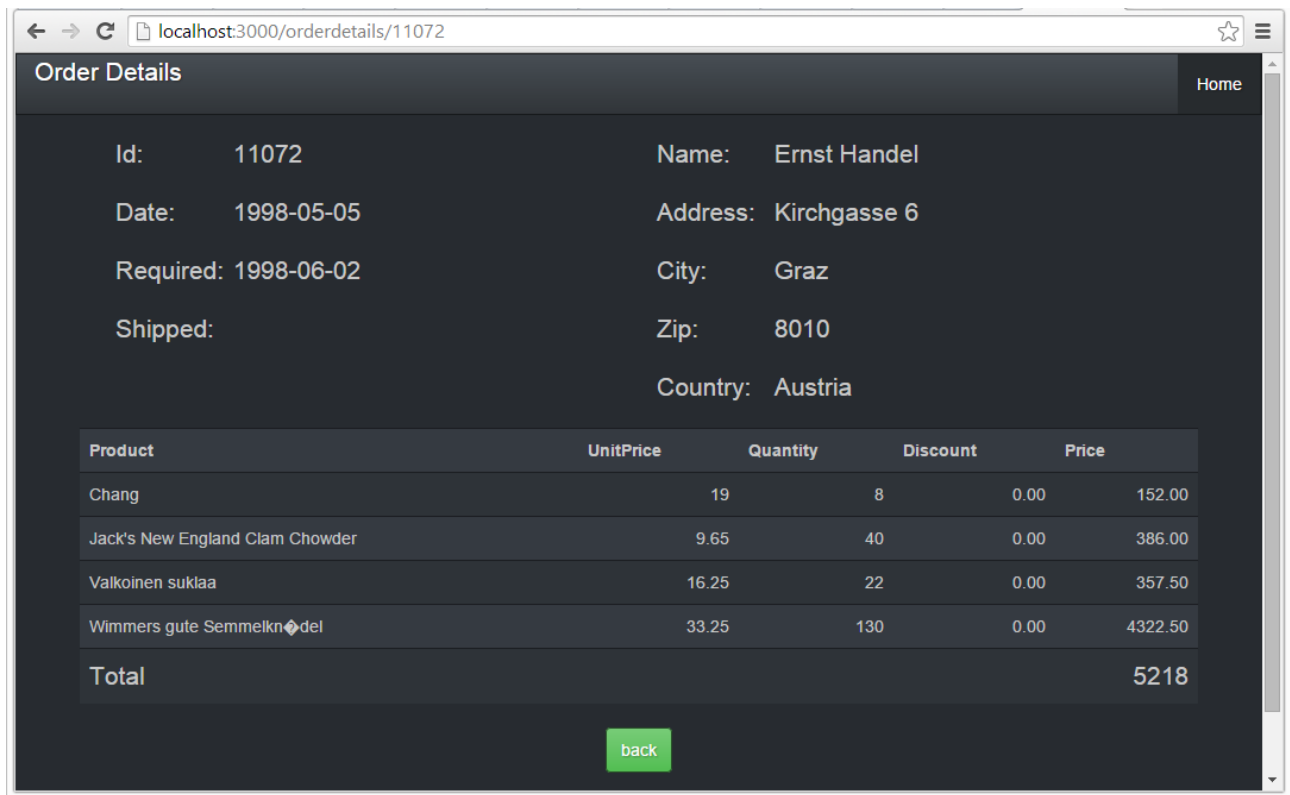 localhost:3000/orderdetails/11072
Order Details
Home
Id: 11072
Name: Ernst Handel
Date: 1998-05-05
Address: Kirchgasse 6
Required: 1998-06-02
City: Graz
Shipped:
Zip: 8010
Country: Austria
Product UnitPrice Quantity Discount Price
Chang 19 8 0.00 152.00
Jack's New England Clam Chowder 9.65 40 0.00 386.00
Valkoinen suklaa 16.25 22 0.00 357.50
Wimmers gute Semmelkn�del 33.25 130 0.00 4322.50
Total 5218
back